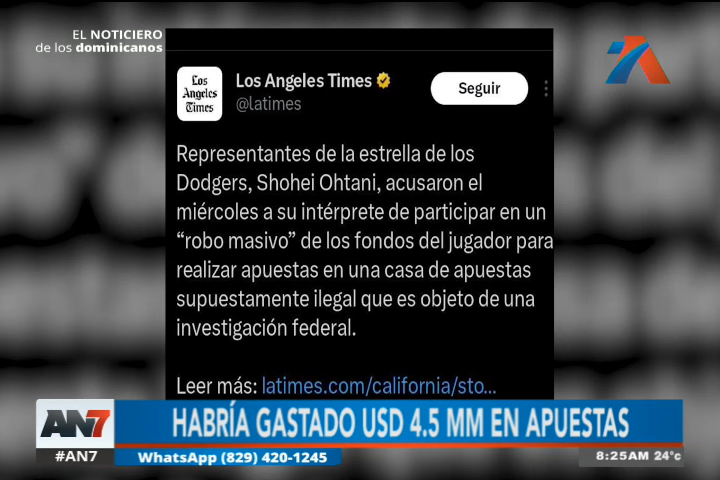 EL NOTICIERO
de los dominicanos
Los Angeles Times
Los
Angeles
Times
@latimes
Seguir
Representantes de la estrella de los
Dodgers, Shohei Ohtani, acusaron el
miércoles a su intérprete de participar en un
“robo masivo” de los fondos del jugador para
realizar apuestas en una casa de apuestas
supuestamente ilegal que es objeto de una
investigación federal.
Leer más: latimes.com/california/sto...
AN7
HABRÍA GASTADO USD 4.5 MM EN APUESTAS
#AN7
WhatsApp (829) 420-1245
8:25AM 24°c